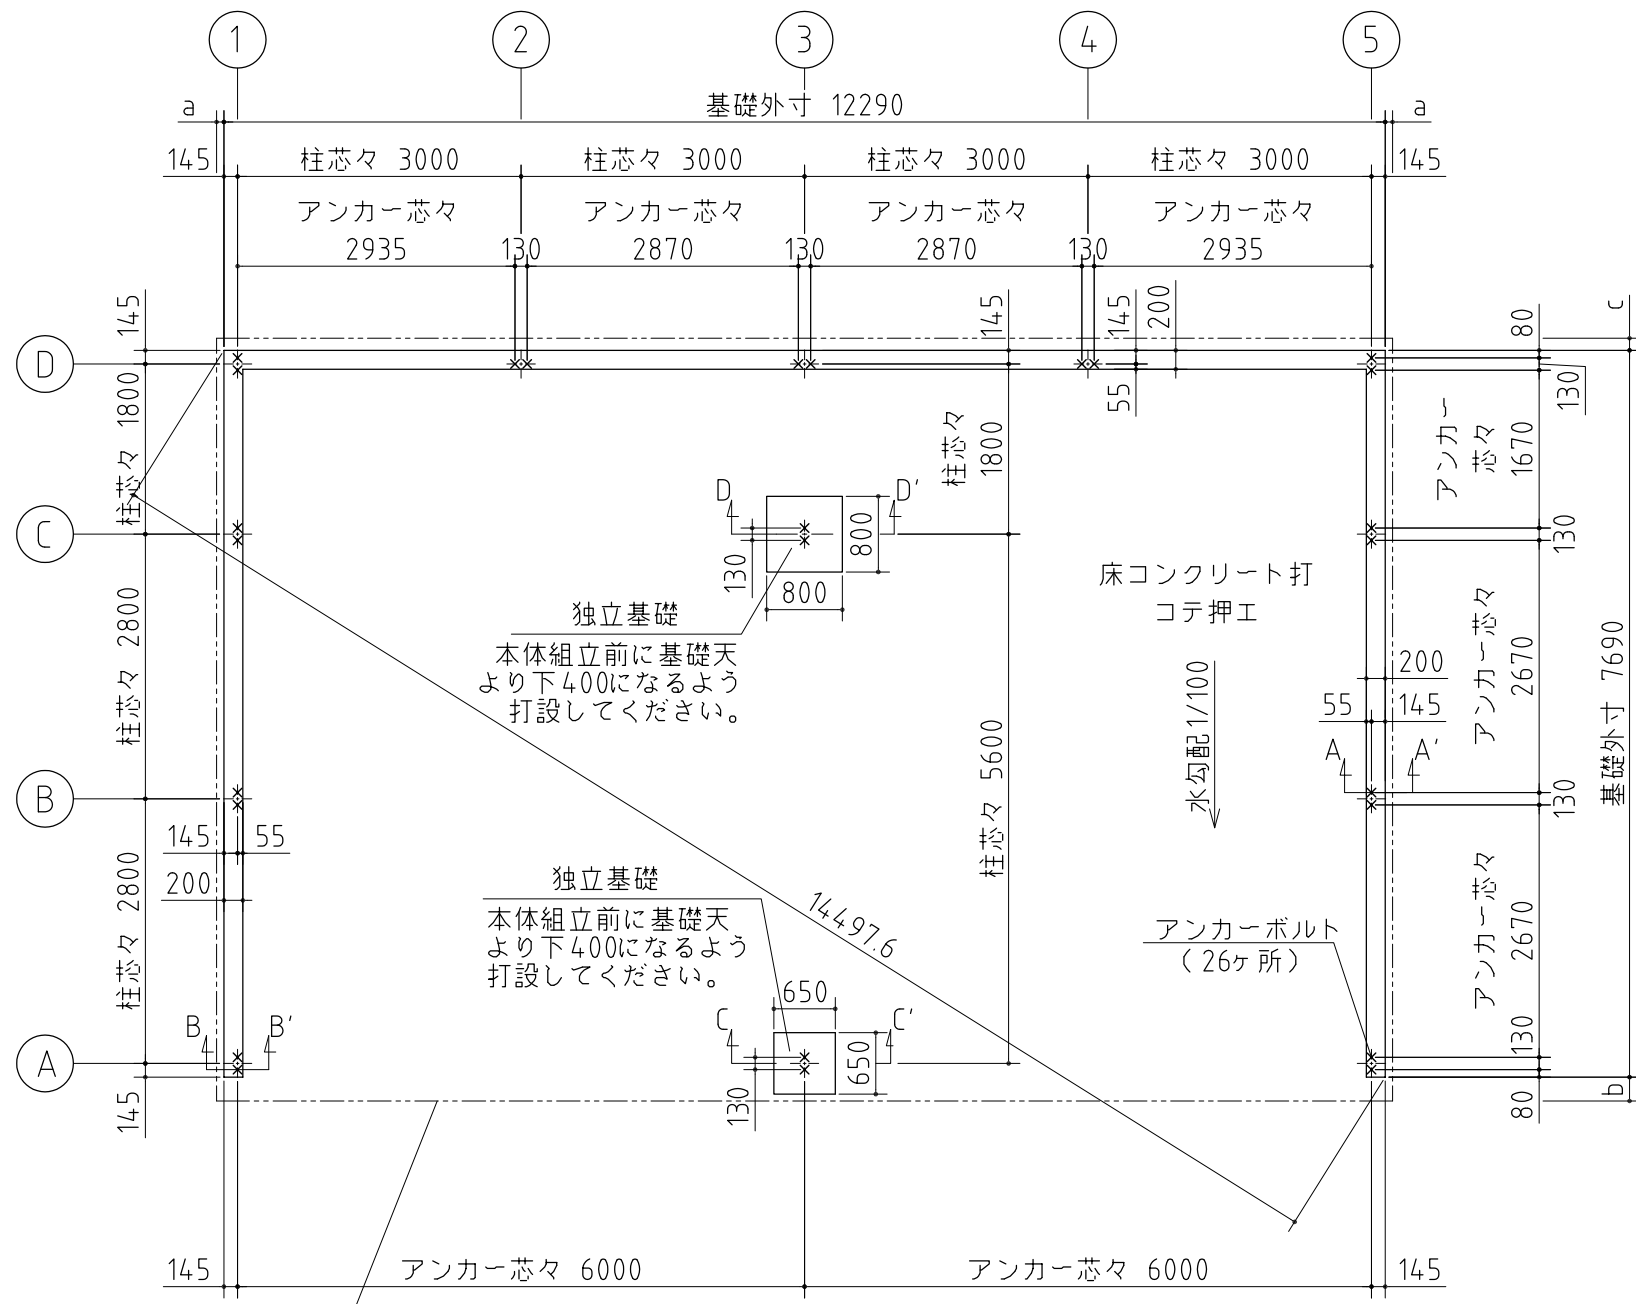 1 2 3 4 5
a 基礎外寸 12290 a
145 柱芯々 3000 柱芯々 3000 柱芯々 3000 柱芯々 3000 145
アンカー芯々 アンカー芯々 アンカー芯々 アンカー芯々
2935 130 2870 130 2870 130 2935
145 145 145 200 80 c
D
柱芯々 1800
柱芯々
1800
55
アンカー
芯々
1670
130
C
D D'
130
800
800
130
独立基礎
本体組立前に基礎天
より下400になるよう
打設してください。
床コンクリート打
コテ押エ
水勾配1/100
柱芯々 2800
柱芯々 5600
アンカー芯々
2670
基礎外寸 7690
200
55 145
A A'
B
130
145 55
200
柱芯々 2800
独立基礎
本体組立前に基礎天
より下400になるよう
打設してください。
14497.6
アンカーボルト
(26ヶ所)
アンカー芯々
2670
650
C C'
650
130
B B'
A
130
145
80
b
145 アンカー芯々 6000 アンカー芯々 6000 145